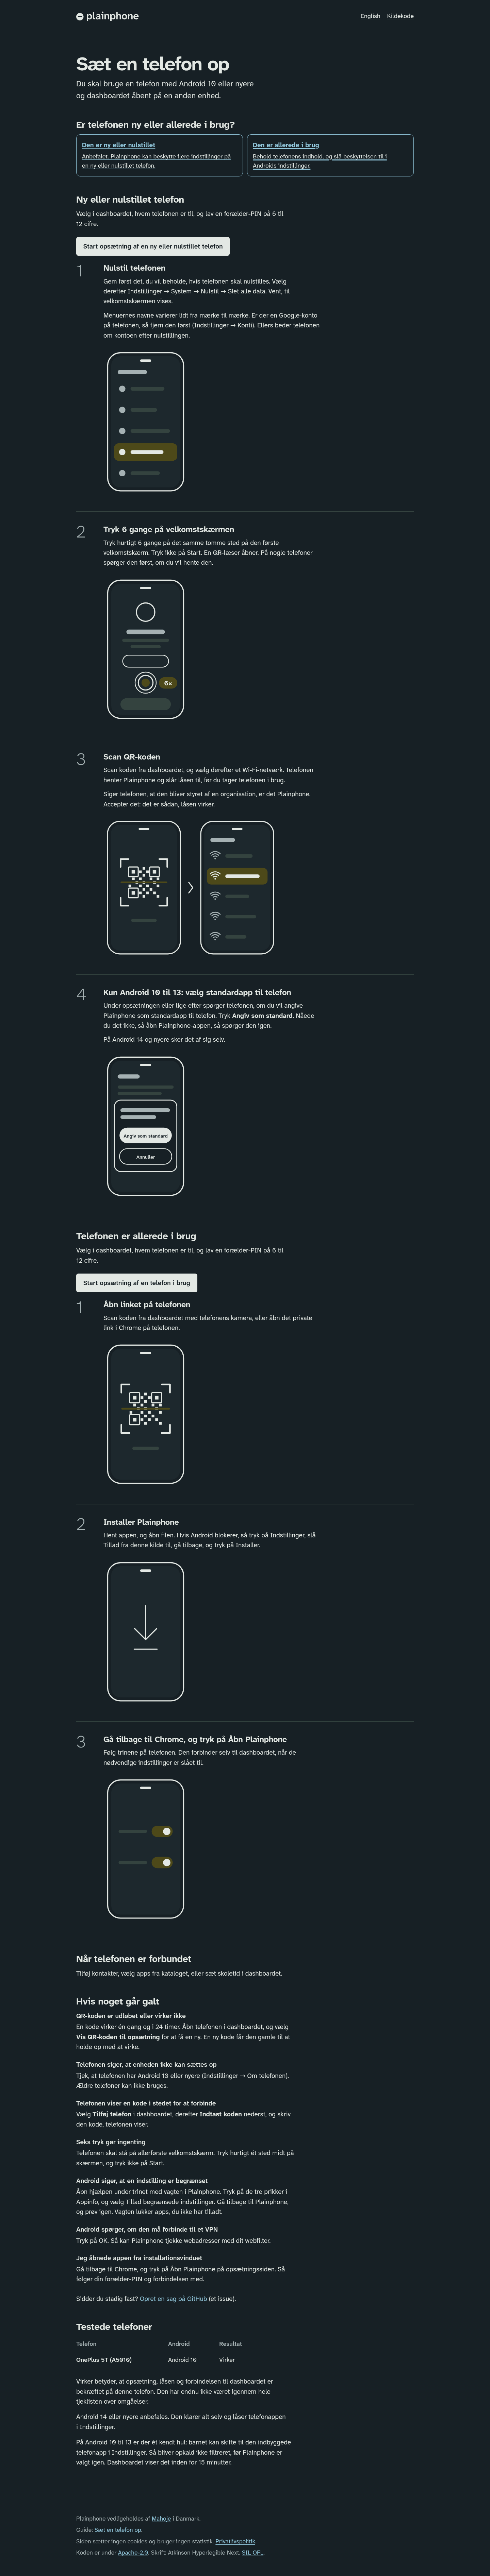 plainphone
English Kildekode
Sæt en telefon op
Du skal bruge en telefon med Android 10 eller nyere
og dashboardet åbent på en anden enhed.
Er telefonen ny eller allerede i brug?
Den er ny eller nulstillet
Anbefalet. Plainphone kan beskytte flere indstillinger på
en ny eller nulstillet telefon.
Den er allerede i brug
Behold telefonens indhold, og slå beskyttelsen til i
Androids indstillinger.
Ny eller nulstillet telefon
Vælg i dashboardet, hvem telefonen er til, og lav en forælder-PIN på 6 til
12 cifre.
Start opsætning af en ny eller nulstillet telefon
1
Nulstil telefonen
Gem først det, du vil beholde, hvis telefonen skal nulstilles. Vælg
derefter Indstillinger → System → Nulstil → Slet alle data. Vent, til
velkomstskærmen vises.
Menuernes navne varierer lidt fra mærke til mærke. Er der en Google-konto
på telefonen, så fjern den først (Indstillinger → Konti). Ellers beder telefonen
om kontoen efter nulstillingen.
2
Tryk 6 gange på velkomstskærmen
Tryk hurtigt 6 gange på det samme tomme sted på den første
velkomstskærm. Tryk ikke på Start. En QR-læser åbner. På nogle telefoner
spørger den først, om du vil hente den.
6×
3
Scan QR-koden
Scan koden fra dashboardet, og vælg derefter et Wi-Fi-netværk. Telefonen
henter Plainphone og slår låsen til, før du tager telefonen i brug.
Siger telefonen, at den bliver styret af en organisation, er det Plainphone.
Accepter det: det er sådan, låsen virker.
4
Kun Android 10 til 13: vælg standardapp til telefon
Under opsætningen eller lige efter spørger telefonen, om du vil angive
Plainphone som standardapp til telefon. Tryk Angiv som standard. Nåede
du det ikke, så åbn Plainphone-appen, så spørger den igen.
På Android 14 og nyere sker det af sig selv.
Angiv som standard
Annuller
Telefonen er allerede i brug
Vælg i dashboardet, hvem telefonen er til, og lav en forælder-PIN på 6 til
12 cifre.
Start opsætning af en telefon i brug
1
Åbn linket på telefonen
Scan koden fra dashboardet med telefonens kamera, eller åbn det private
link i Chrome på telefonen.
2
Installer Plainphone
Hent appen, og åbn filen. Hvis Android blokerer, så tryk på Indstillinger, slå
Tillad fra denne kilde til, gå tilbage, og tryk på Installer.
3
Gå tilbage til Chrome, og tryk på Åbn Plainphone
Følg trinene på telefonen. Den forbinder selv til dashboardet, når de
nødvendige indstillinger er slået til.
Når telefonen er forbundet
Tilføj kontakter, vælg apps fra kataloget, eller sæt skoletid i dashboardet.
Hvis noget går galt
QR-koden er udløbet eller virker ikke
En kode virker én gang og i 24 timer. Åbn telefonen i dashboardet, og vælg
Vis QR-koden til opsætning for at få en ny. En ny kode får den gamle til at
holde op med at virke.
Telefonen siger, at enheden ikke kan sættes op
Tjek, at telefonen har Android 10 eller nyere (Indstillinger → Om telefonen).
Ældre telefoner kan ikke bruges.
Telefonen viser en kode i stedet for at forbinde
Vælg Tilføj telefon i dashboardet, derefter Indtast koden nederst, og skriv
den kode, telefonen viser.
Seks tryk gør ingenting
Telefonen skal stå på allerførste velkomstskærm. Tryk hurtigt ét sted midt på
skærmen, og tryk ikke på Start.
Android siger, at en indstilling er begrænset
Åbn hjælpen under trinet med vagten i Plainphone. Tryk på de tre prikker i
Appinfo, og vælg Tillad begrænsede indstillinger. Gå tilbage til Plainphone,
og prøv igen. Vagten lukker apps, du ikke har tilladt.
Android spørger, om den må forbinde til et VPN
Tryk på OK. Så kan Plainphone tjekke webadresser med dit webfilter.
Jeg åbnede appen fra installationsvinduet
Gå tilbage til Chrome, og tryk på Åbn Plainphone på opsætningssiden. Så
følger din forælder-PIN og forbindelsen med.
Sidder du stadig fast? Opret en sag på GitHub (et issue).
Testede telefoner
Telefon Android Resultat
OnePlus 5T (A5010) Android 10 Virker
Virker betyder, at opsætning, låsen og forbindelsen til dashboardet er
bekræftet på denne telefon. Den har endnu ikke været igennem hele
tjeklisten over omgåelser.
Android 14 eller nyere anbefales. Den klarer alt selv og låser telefonappen
i Indstillinger.
På Android 10 til 13 er der ét kendt hul: barnet kan skifte til den indbyggede
telefonapp i Indstillinger. Så bliver opkald ikke filtreret, før Plainphone er
valgt igen. Dashboardet viser det inden for 15 minutter.
Plainphone vedligeholdes af Mahoje i Danmark.
Guide: Sæt en telefon op.
Siden sætter ingen cookies og bruger ingen statistik. Privatlivspolitik.
Koden er under Apache-2.0. Skrift: Atkinson Hyperlegible Next, SIL OFL.